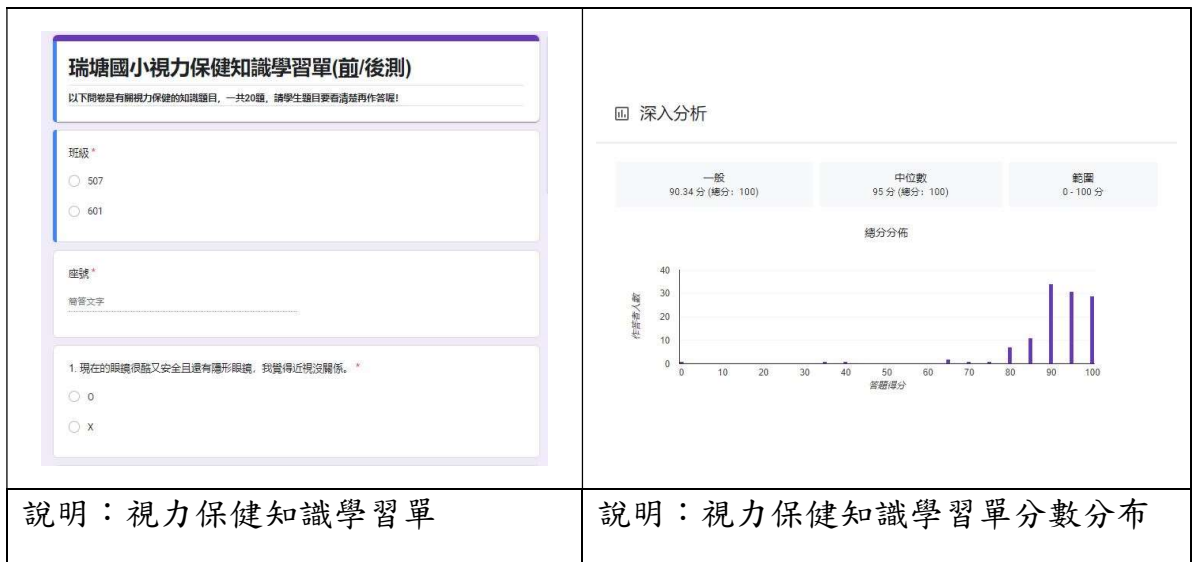 瑞塘國小視力保健知識學習單(前/後測)
以下問卷是有關視力保健的知識題目，一共20題，請學生題目要看清楚再作答喔!
班級 *
507
601
座號 *
簡答文字
1. 現在的眼鏡很酷又安全且還有隱形眼鏡，我覺得近視沒關係。 *
O
X
說明：視力保健知識學習單
深入分析
一般
90.34 分 (總分：100)
中位數
95 分 (總分：100)
範圍
0 - 100 分
總分分佈
作答者人數
40
30
20
10
0
0 10 20 30 40 50 60 70 80 90 100
答題得分
說明：視力保健知識學習單分數分布